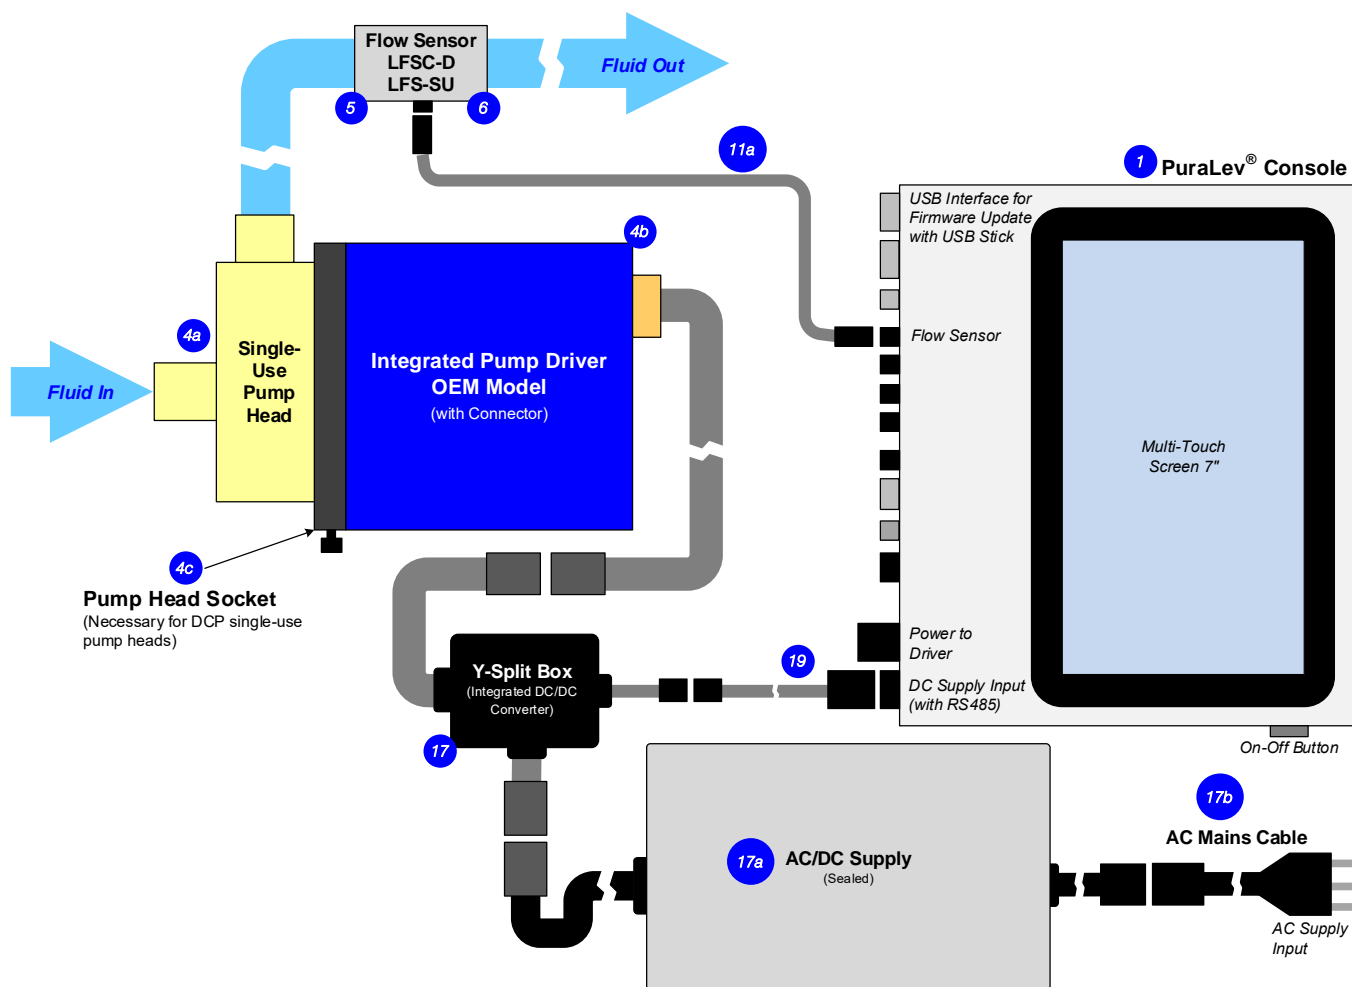 Flow Sensor
LFSC-D
LFS-SU
5
6
Fluid Out
11a
1
PuraLev® Console
USB Interface for
Firmware Update
with USB Stick
4b
4a
Flow Sensor
Single-
Use
Pump
Head
Integrated Pump Driver
OEM Model
(with Connector)
Fluid In
Multi-Touch
Screen 7"
4c
Pump Head Socket
(Necessary for DCP single-use
pump heads)
Power to
Driver
Y-Split Box
(Integrated DC/DC
Converter)
19
DC Supply Input
(with RS485)
17
On-Off Button
17b
AC Mains Cable
17a
AC/DC Supply
(Sealed)
AC Supply
Input